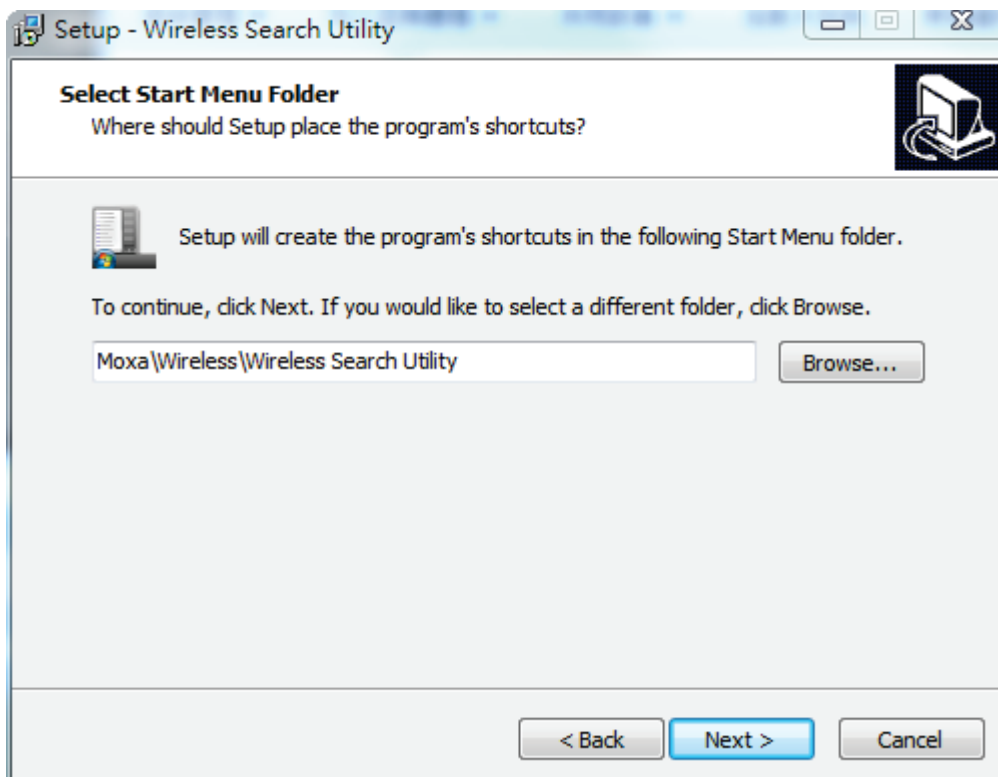 Setup - Wireless Search Utility
Select Start Menu Folder
Where should Setup place the program's shortcuts?
Setup will create the program's shortcuts in the following Start Menu folder.
To continue, click Next. If you would like to select a different folder, click Browse.
Moxa\Wireless\Wireless Search Utility
Browse...
< Back
Next >
Cancel